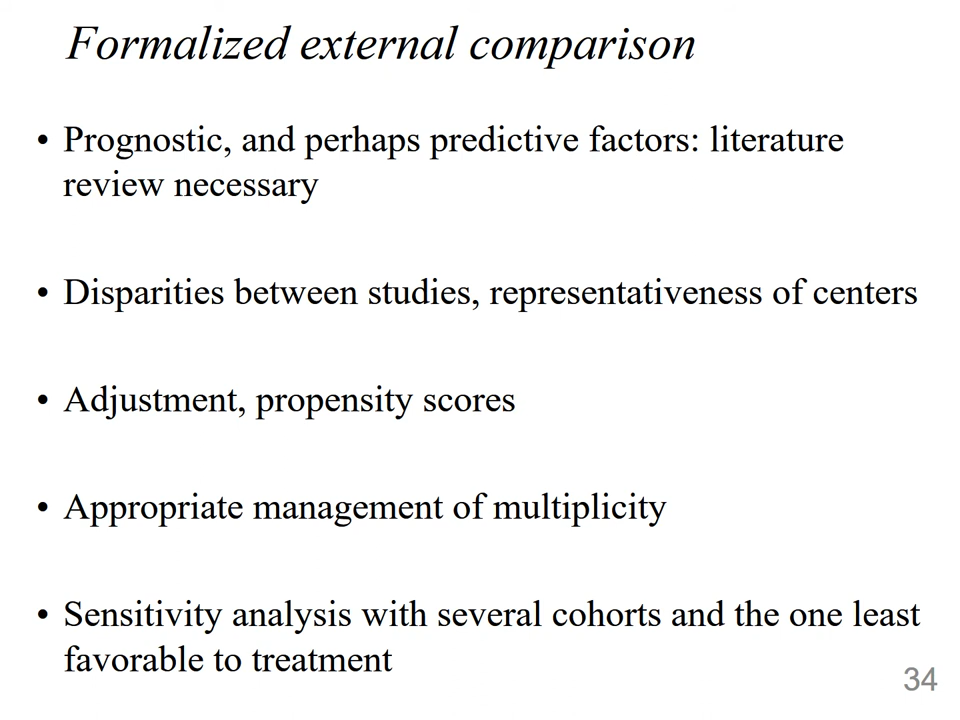 Formalized external comparison
• Prognostic, and perhaps predictive factors: literature
review necessary
• Disparities between studies, representativeness of centers
• Adjustment, propensity scores
• Appropriate management of multiplicity
• Sensitivity analysis with several cohorts and the one least
favorable to treatment
34